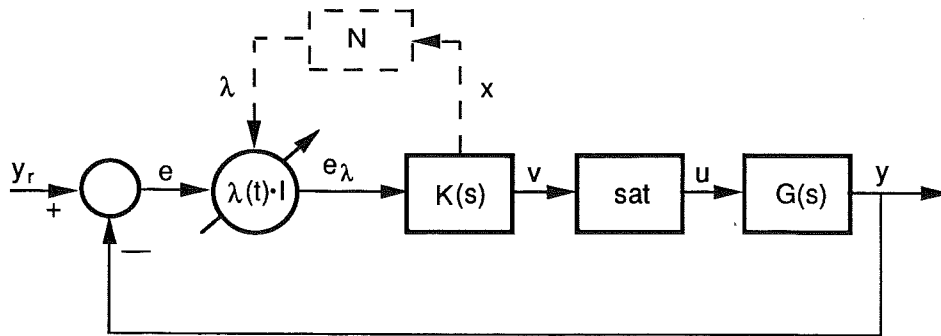 N
λ
x
y_r
+
e
λ(t)·I
e_λ
K(s)
v
sat
u
G(s)
y
—